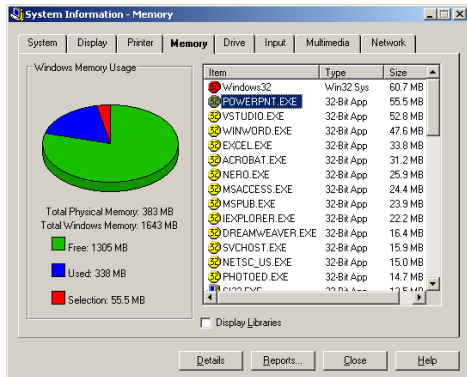 System Information - Memory
System Display Printer Memory Drive Input Multimedia Network
Windows Memory Usage
Total Physical Memory: 383 MB
Total Windows Memory: 1643 MB
Free: 1305 MB
Used: 338 MB
Selection: 55.5 MB
Item Type Size
Windows32 Win32 Sys 60.7 MB
POWERPNT.EXE 32-Bit App 55.5 MB
VSTUDIO.EXE 32-Bit App 52.8 MB
WINWORD.EXE 32-Bit App 47.6 MB
EXCEL.EXE 32-Bit App 33.8 MB
ACROBAT.EXE 32-Bit App 31.2 MB
NERO.EXE 32-Bit App 25.9 MB
MSACCESS.EXE 32-Bit App 24.4 MB
MSPUB.EXE 32-Bit App 23.9 MB
IEXPLORER.EXE 32-Bit App 22.2 MB
DREAMWEAVER.EXE 32-Bit App 16.4 MB
SVCHOST.EXE 32-Bit App 15.9 MB
NETSC_US.EXE 32-Bit App 15.0 MB
PHOTOED.EXE 32-Bit App 14.7 MB
Display Libraries
Details Reports... Close Help